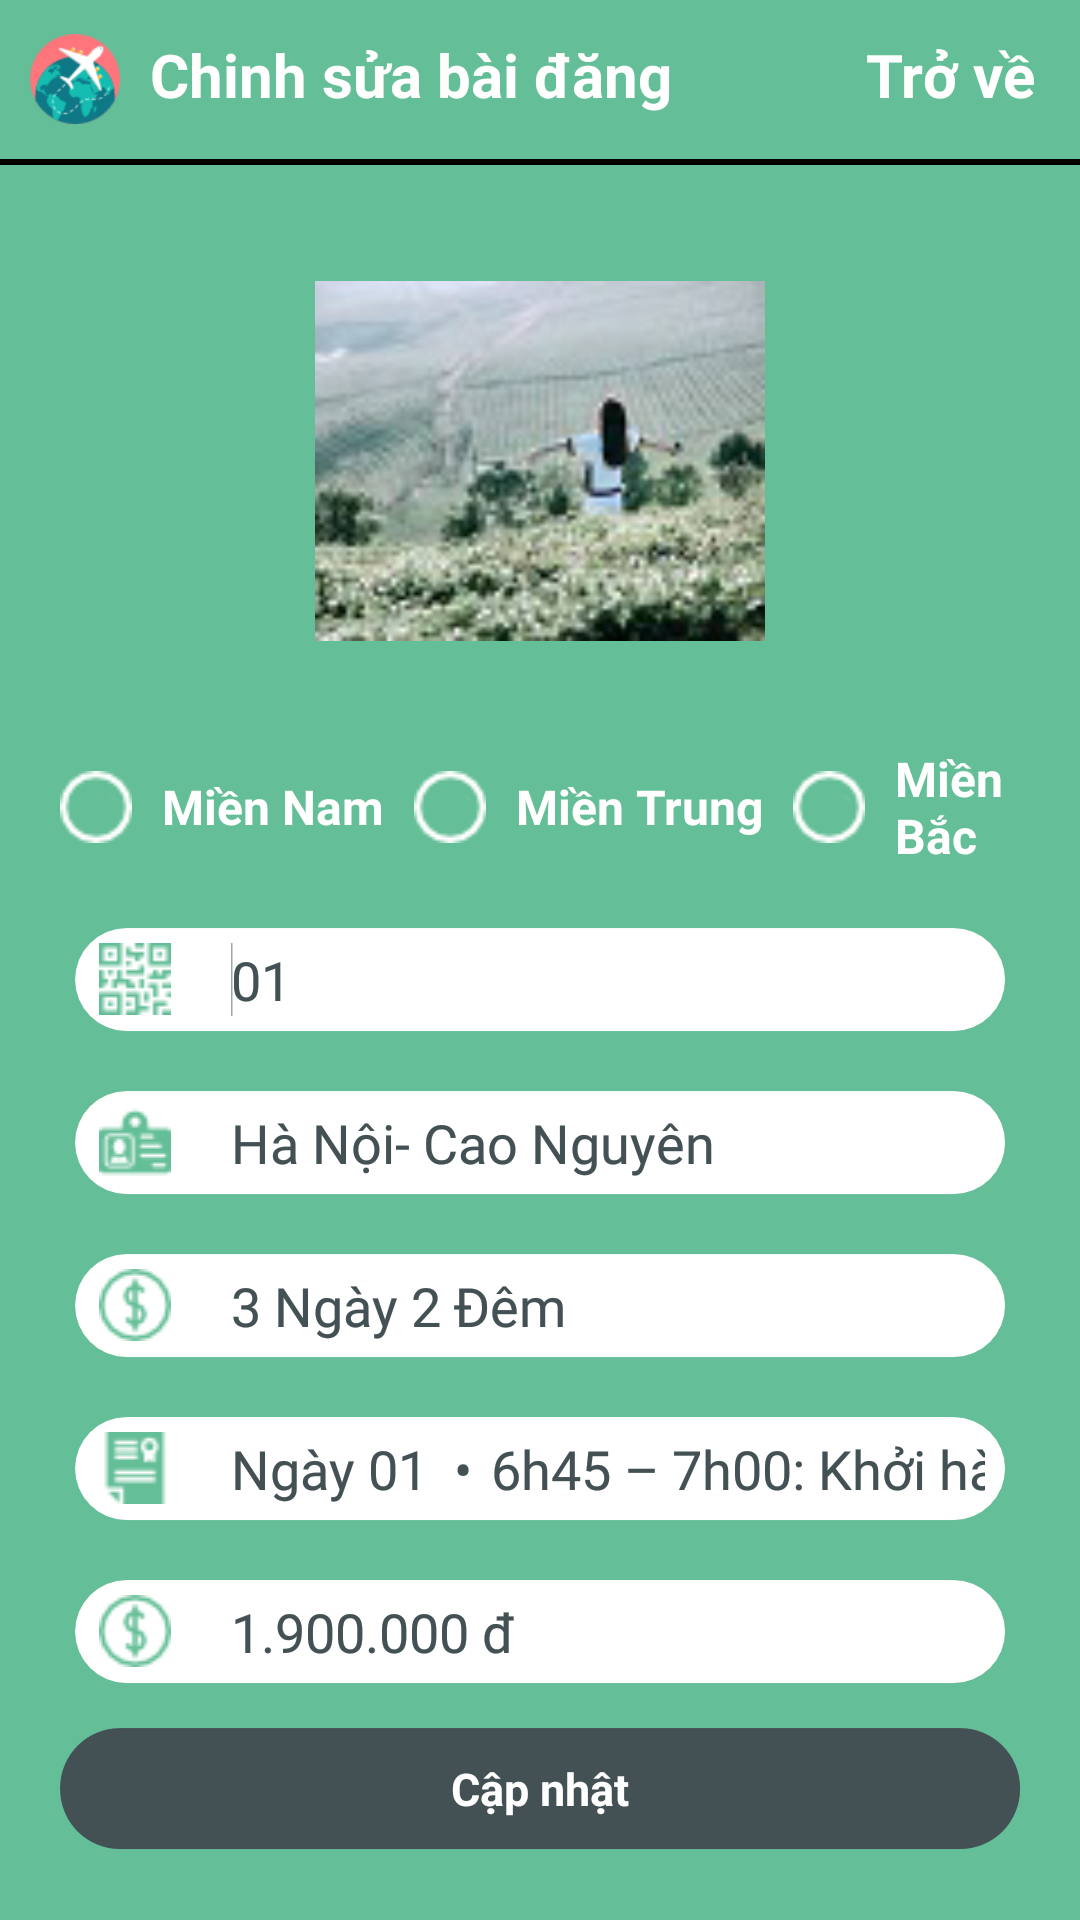 Chinh sửa bài đăng
Trở về
Miền Nam
Miền Trung
Miền
Bắc
01
Hà Nội- Cao Nguyên
3 Ngày 2 Đêm
Ngày 01 • 6h45 – 7h00: Khởi hà
1.900.000 đ
Cập nhật